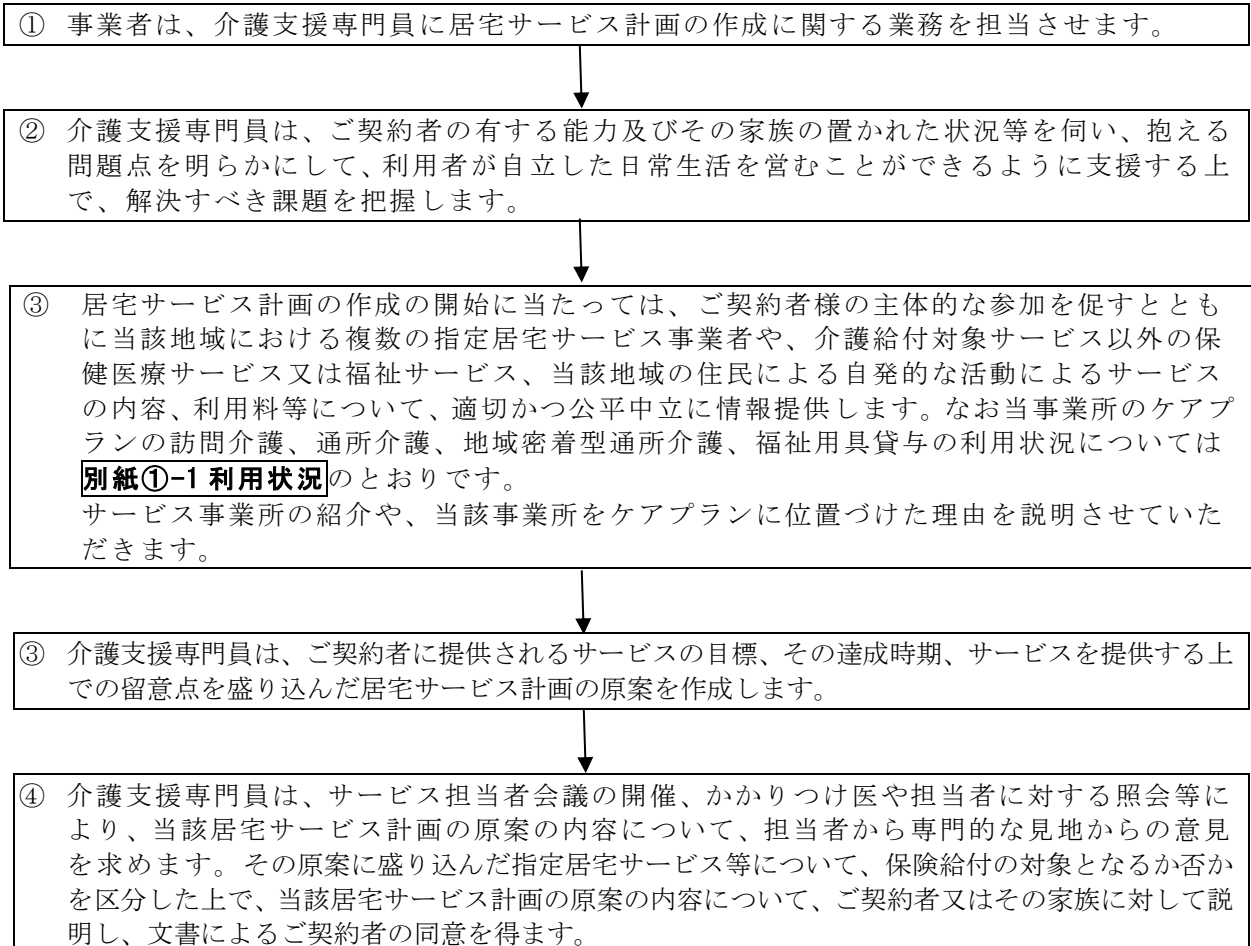 ① 事業者は、介護支援専門員に居宅サービス計画の作成に関する業務を担当させます。
② 介護支援専門員は、ご契約者の有する能力及びその家族の置かれた状況等を伺い、抱える
問題点を明らかにして、利用者が自立した日常生活を営むことができるように支援する上
で、解決すべき課題を把握します。
③ 居宅サービス計画の作成の開始に当たっては、ご契約者様の主体的な参加を促すととも
に当該地域における複数の指定居宅サービス事業者や、介護給付対象サービス以外の保
健医療サービス又は福祉サービス、当該地域の住民による自発的な活動によるサービス
の内容、利用料等について、適切かつ公平中立に情報提供します。なお当事業所のケアプ
ランの訪問介護、通所介護、地域密着型通所介護、福祉用具貸与の利用状況については
別紙①-1 利用状況のとおりです。
サービス事業所の紹介や、当該事業所をケアプランに位置づけた理由を説明させていた
だきます。
③ 介護支援専門員は、ご契約者に提供されるサービスの目標、その達成時期、サービスを提供する上
での留意点を盛り込んだ居宅サービス計画の原案を作成します。
④ 介護支援専門員は、サービス担当者会議の開催、かかりつけ医や担当者に対する照会等に
より、当該居宅サービス計画の原案の内容について、担当者から専門的な見地からの意見
を求めます。その原案に盛り込んだ指定居宅サービス等について、保険給付の対象となるか否か
を区分した上で、当該居宅サービス計画の原案の内容について、ご契約者又はその家族に対して説
明し、文書によるご契約者の同意を得ます。